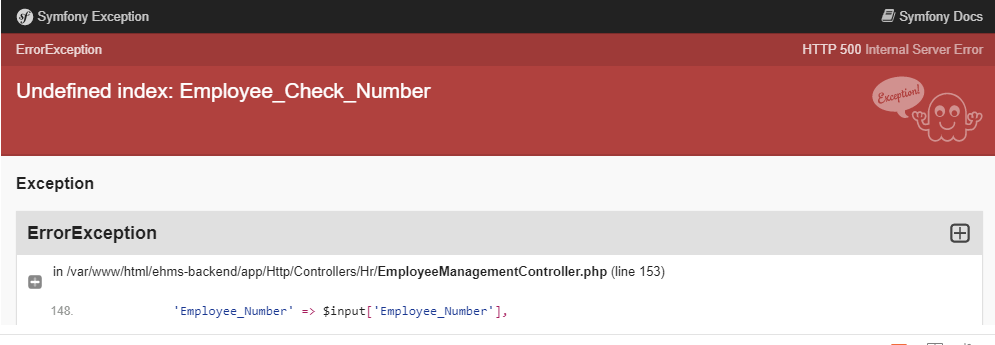 Symfony Exception
Symfony Docs
ErrorException
HTTP 500 Internal Server Error
Undefined index: Employee_Check_Number
Exception!
Exception
ErrorException
in /var/www/html/ehms-backend/app/Http/Controllers/Hr/EmployeeManagementController.php (line 153)
148. 'Employee_Number' => $input['Employee_Number'],